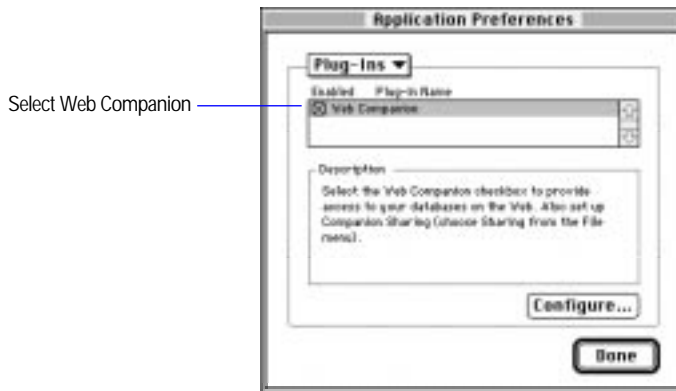 Application Preferences
Plug-Ins
Enabled Plug-in Name
Select Web Companion
Web Companion
Description
Select the Web Companion checkbox to provide
access to your databases on the Web. Also set up
Companion Sharing (choose Sharing from the File
menu).
Configure...
Done